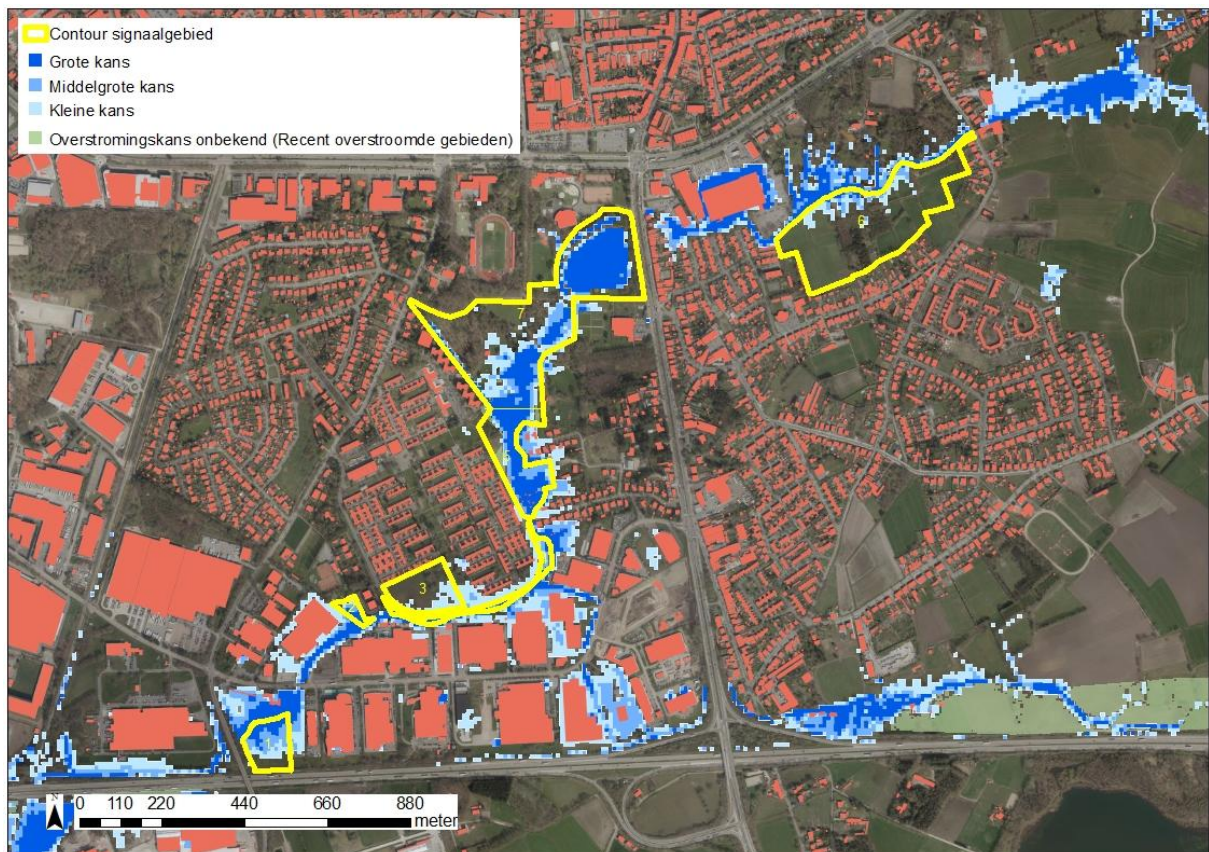 Contour signaalgebied
Grote kans
Middelgrote kans
Kleine kans
Overstromingskans onbekend (Recent overstroomde gebieden)
6
7
3
N
0 110 220 440 660 880
meter